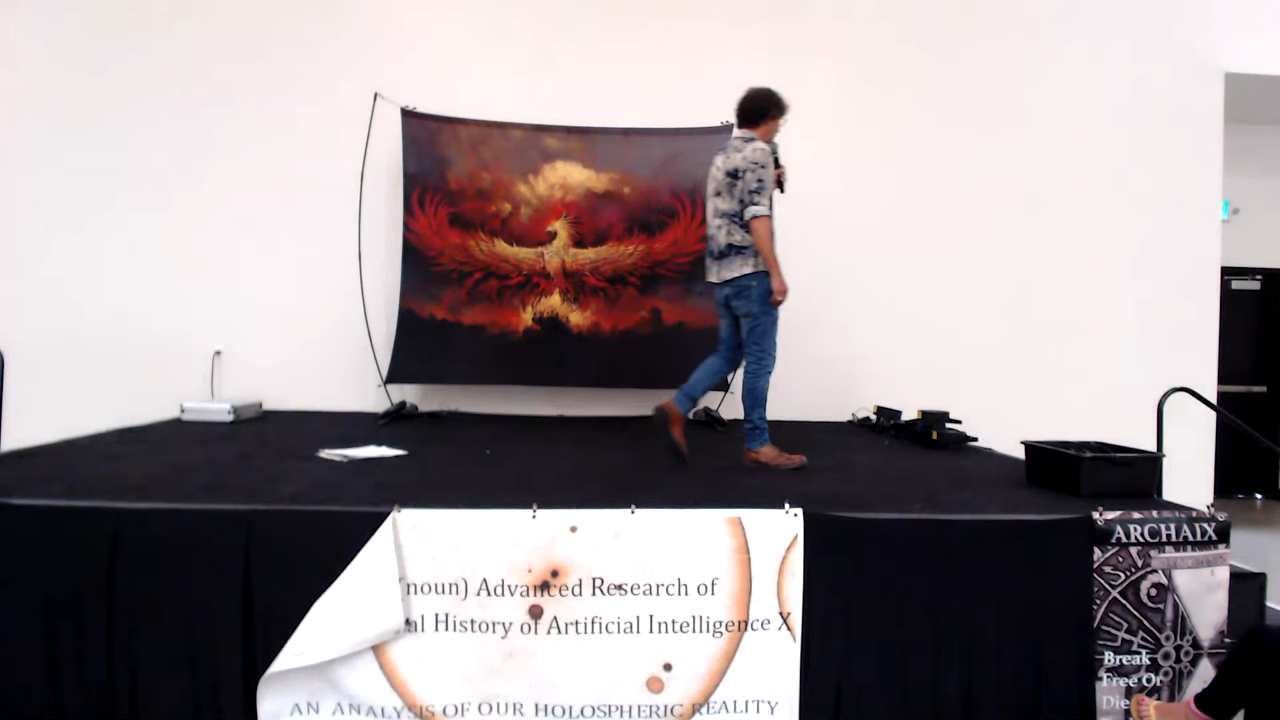 (noun) Advanced Research of
al History of Artificial Intelligence X
AN ANALYSIS OF OUR HOLOSPHERIC REALITY
ARCHAIX
Break
Free Or
Die